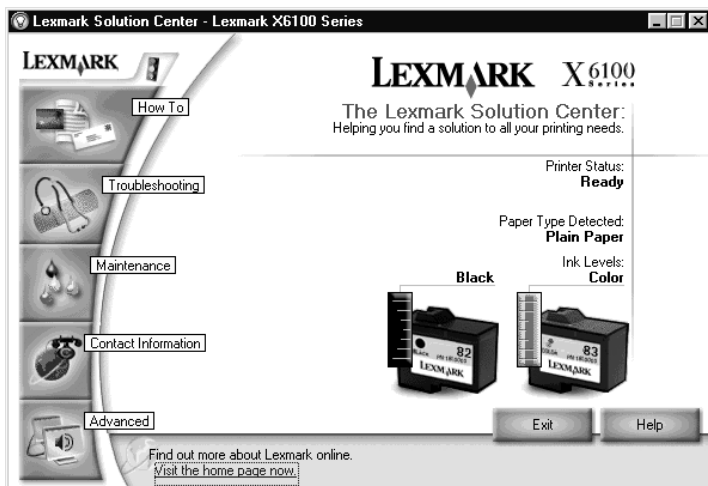 Lexmark Solution Center - Lexmark X6100 Series
LEXMARK
How To
Troubleshooting
Maintenance
Contact Information
Advanced
LEXMARK X6100 Series
The Lexmark Solution Center:
Helping you find a solution to all your printing needs.
Printer Status:
Ready
Paper Type Detected:
Plain Paper
Ink Levels:
Black
Color
82
BLACK
LEXMARK
83
COLOR
LEXMARK
Exit
Help
Find out more about Lexmark online.
Visit the home page now.